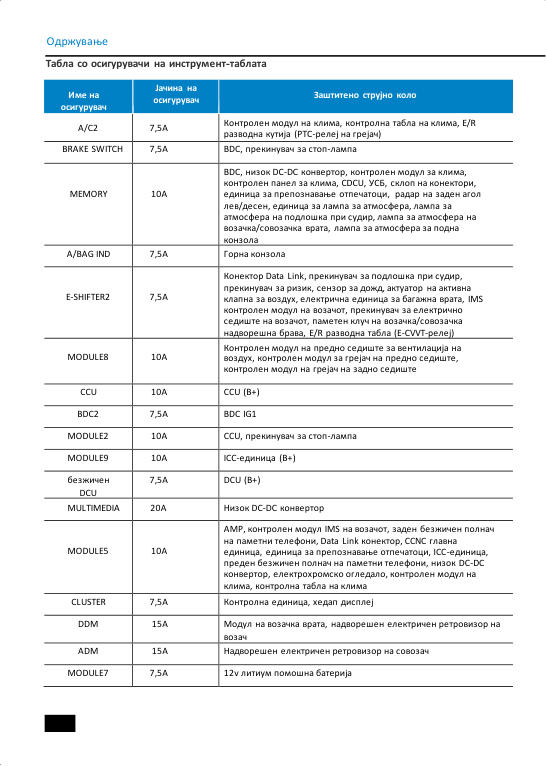 Одржување
Табла со осигурувачи на инструмент-таблата
Име на осигурувач Јачина на осигурувач Заштитено струјно коло
A/C2 7,5A Контролен модул на клима, контролна табла на клима, E/R
разводна кутија (PTC-релеј на грејач)
BRAKE SWITCH 7,5A BDC, прекинувач за стоп-лампа
MEMORY 10A BDC, низок DC-DC конвертор, контролен модул за клима,
контролен панел за клима, CDCU, УСБ, склоп на конектори,
единица за препознавање отпечатоци, радар на заден агол
лев/десен, единица за лампа за атмосфера, лампа за
атмосфера на подлошка при судир, лампа за атмосфера на
возачка/совозачка врата, лампа за атмосфера за подна
конзола
A/BAG IND 7,5A Горна конзола
E-SHIFTER2 7,5A Конектор Data Link, прекинувач за подлошка при судир,
прекинувач за ризик, сензор за дожд, актуатор на активна
клапна за воздух, електрична единица за багажна врата, IMS
контролен модул на возачот, прекинувач за електрично
седиште на возачот, паметен клуч на возачка/совозачка
надворешна брава, E/R разводна табла (E-CVVT-релеј)
MODULE8 10A Контролен модул на предно седиште за вентилација на
воздух, контролен модул за грејач на предно седиште,
контролен модул на грејач на задно седиште
CCU 10A CCU (B+)
BDC2 7,5A BDC IG1
MODULE2 10A CCU, прекинувач за стоп-лампа
MODULE9 10A ICC-единица (B+)
безжичен
DCU 7,5A DCU (B+)
MULTIMEDIA 20A Низок DC-DC конвертор
MODULE5 10A AMP, контролен модул IMS на возачот, заден безжичен полнач
на паметни телефони, Data Link конектор, CCNC главна
единица, единица за препознавање отпечатоци, ICC-единица,
преден безжичен полнач на паметни телефони, низок DC-DC
конвертор, електрохромско огледало, контролен модул на
клима, контролна табла на клима
CLUSTER 7,5A Контролна единица, хедап дисплеј
DDM 15A Модул на возачка врата, надворешен електричен ретровизор на
возач
ADM 15A Надворешен електричен ретровизор на совозач
MODULE7 7,5A 12v литиум помошна батерија